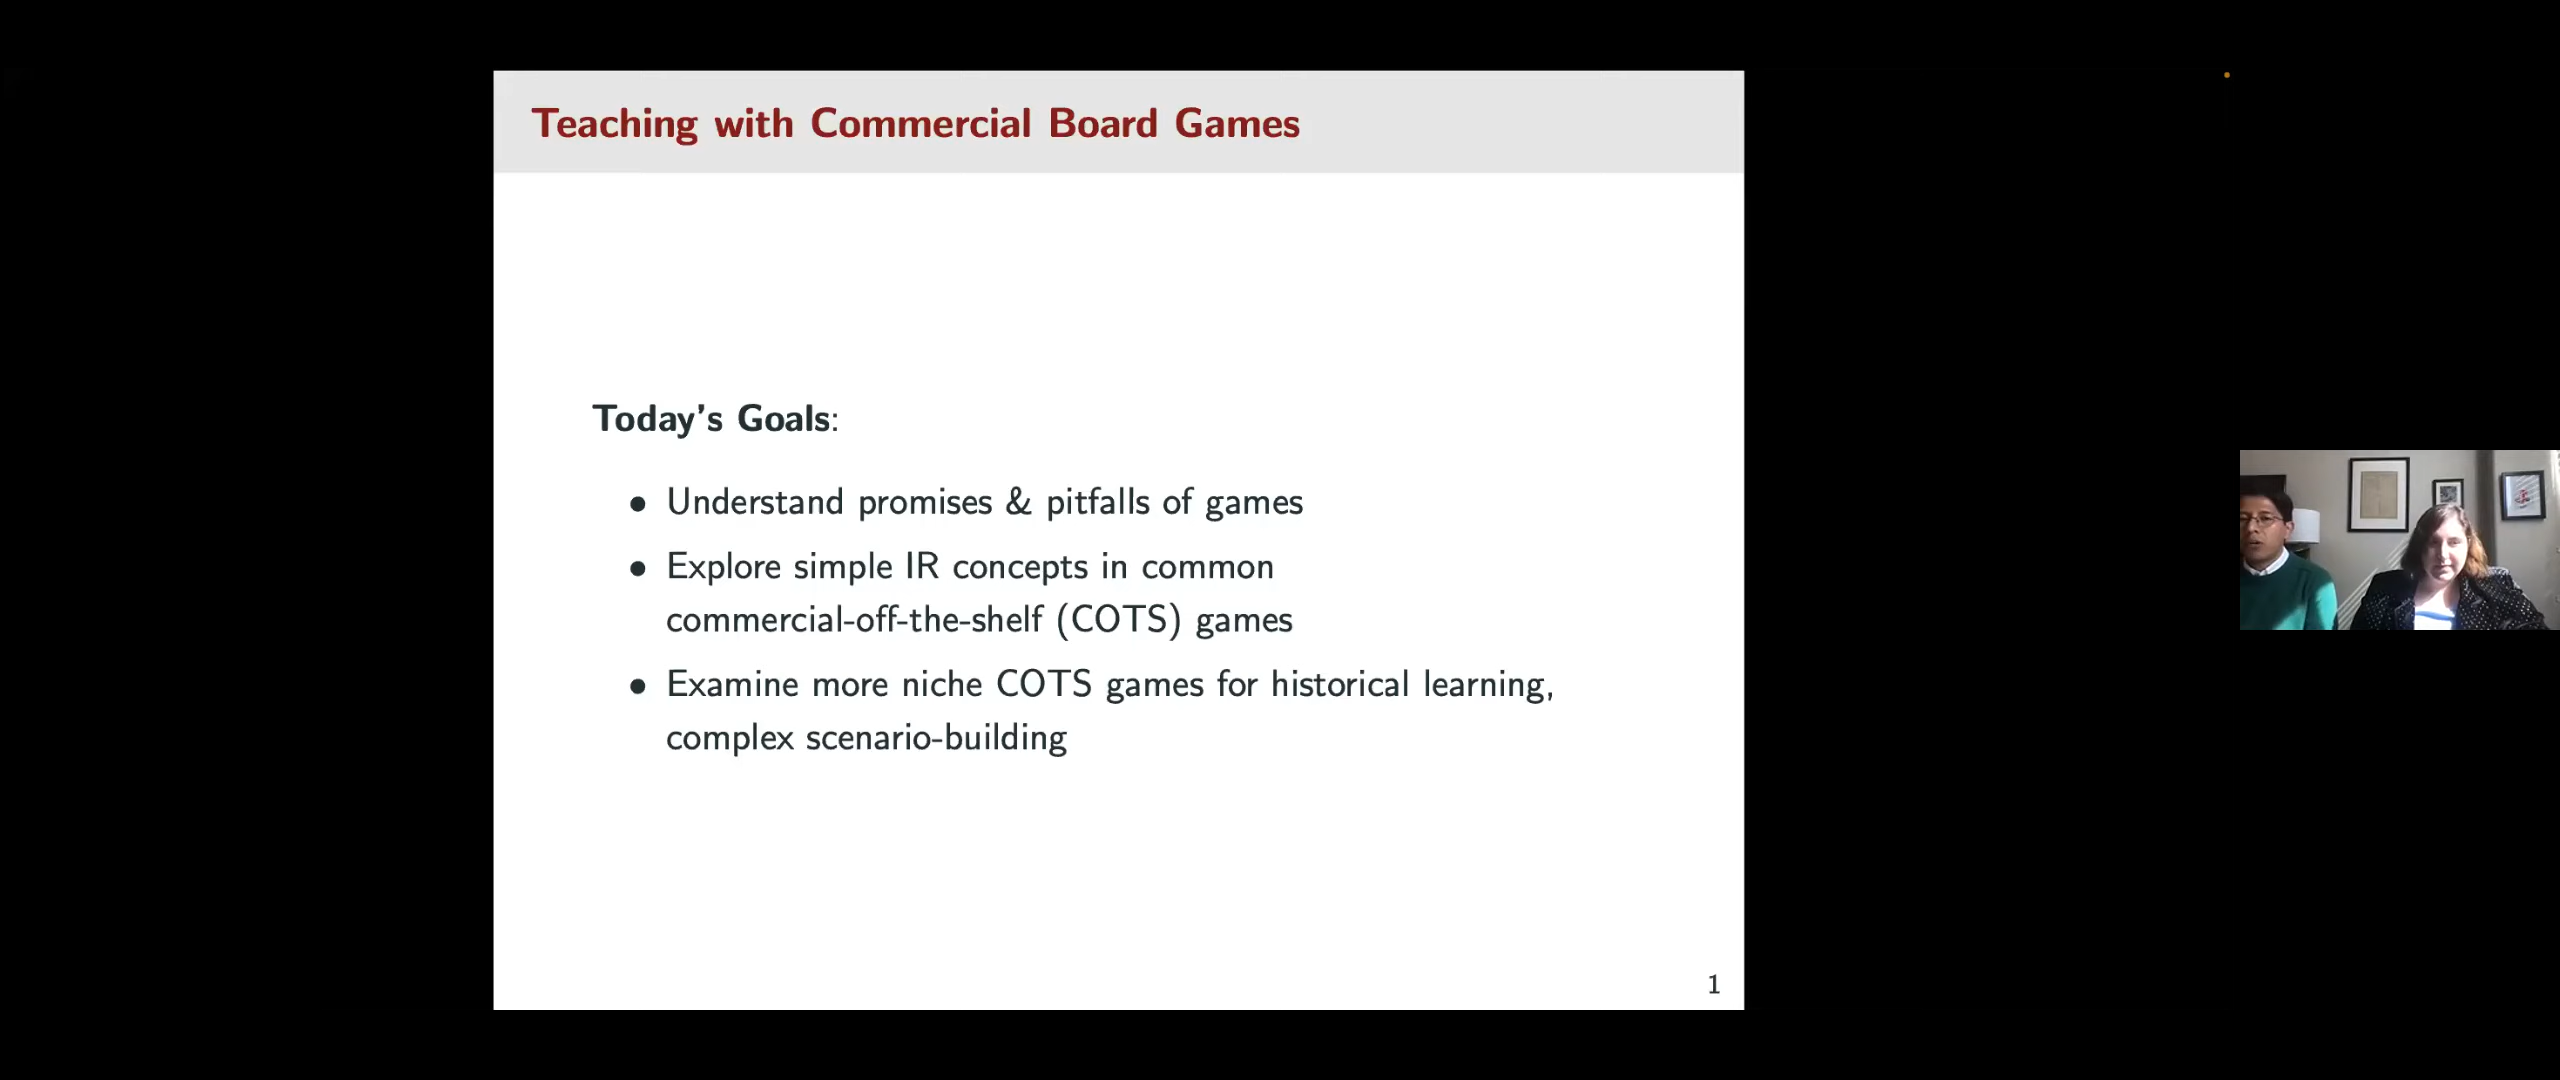 Teaching with Commercial Board Games
Today's Goals:
• Understand promises & pitfalls of games
• Explore simple IR concepts in common
commercial-off-the-shelf (COTS) games
• Examine more niche COTS games for historical learning,
complex scenario-building
1